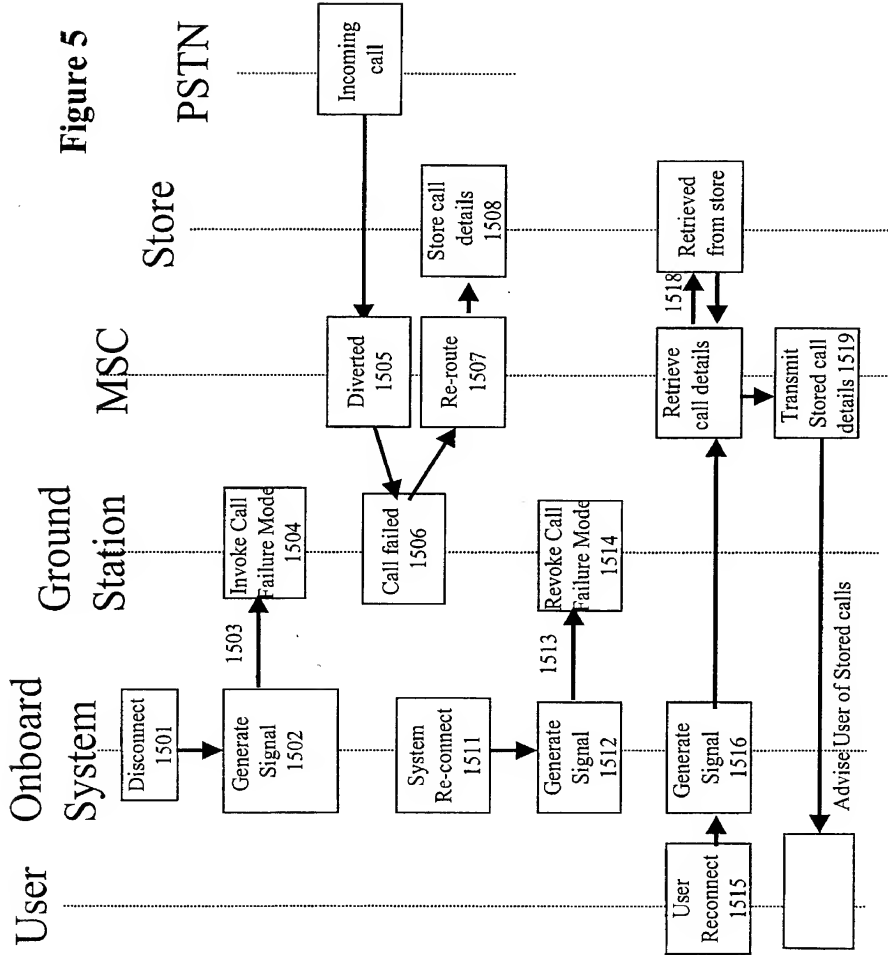 Figure 5
User
Onboard
System
Ground
Station
MSC
Store
PSTN
Disconnect
1501
Generate
Signal
1502
1503
Invoke Call
Failure Mode
1504
Incoming
call
Diverted
1505
Call failed
1506
Re-route
1507
Store call
details
1508
System
Re-connect
1511
Generate
Signal
1512
1513
Revoke Call
Failure Mode
1514
User
Reconnect
1515
Generate
Signal
1516
Retrieve
call details
1518
Retrieved
from store
Transmit
Stored call
details 1519
Advise User of Stored calls